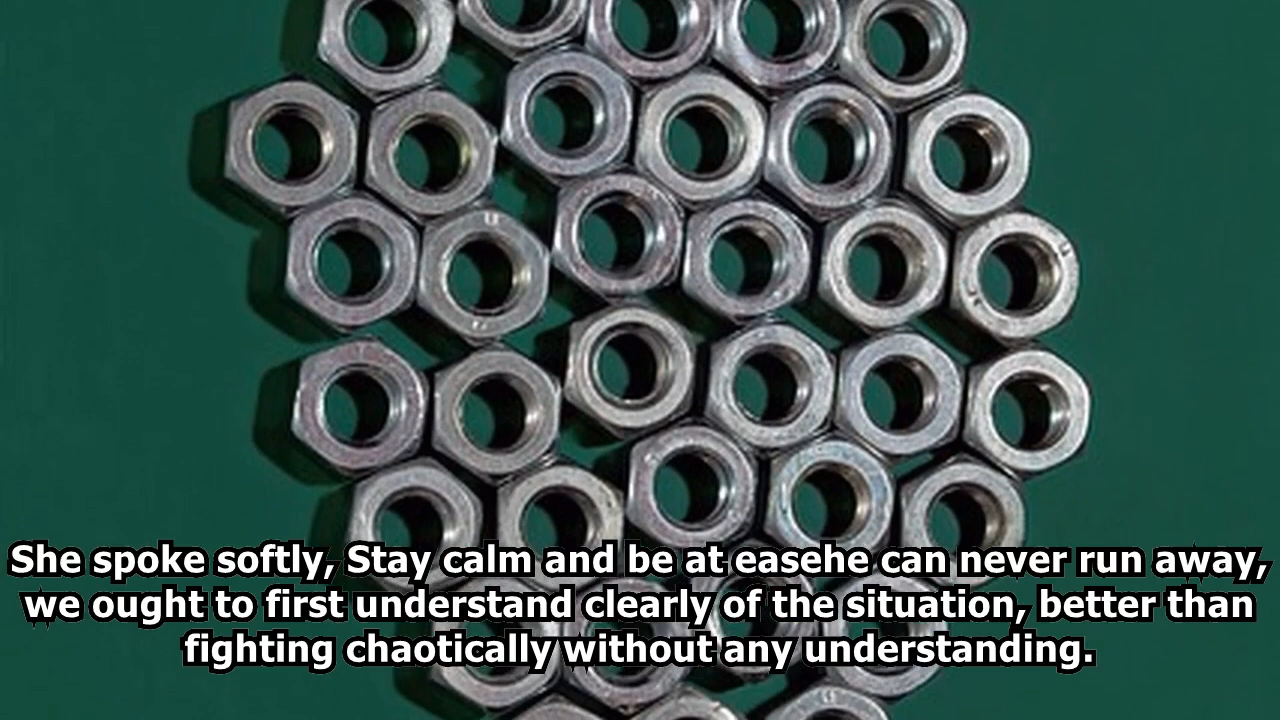 She spoke softly, Stay calm and be at easehe can never run away,
we ought to first understand clearly of the situation, better than
fighting chaotically without any understanding.